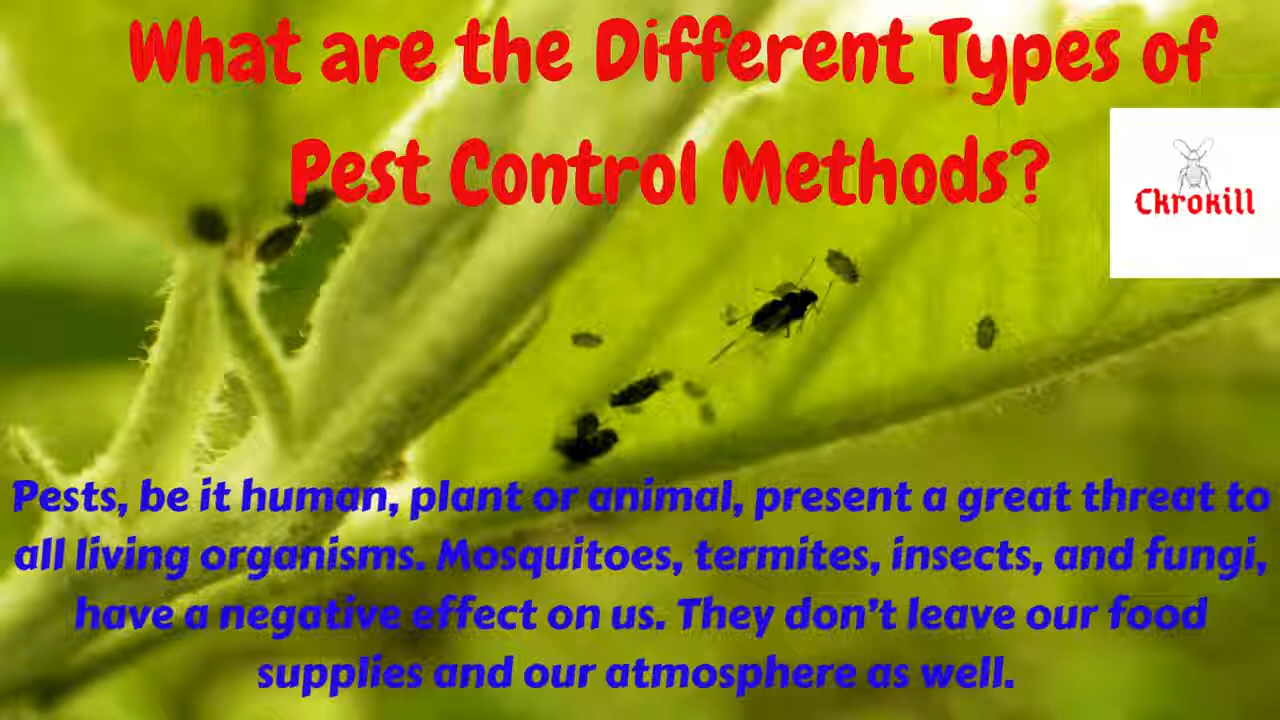 What are the Different Types of
Pest Control Methods?
Ckrokill
Pests, be it human, plant or animal, present a great threat to
all living organisms. Mosquitoes, termites, insects, and fungi,
have a negative effect on us. They don’t leave our food
supplies and our atmosphere as well.